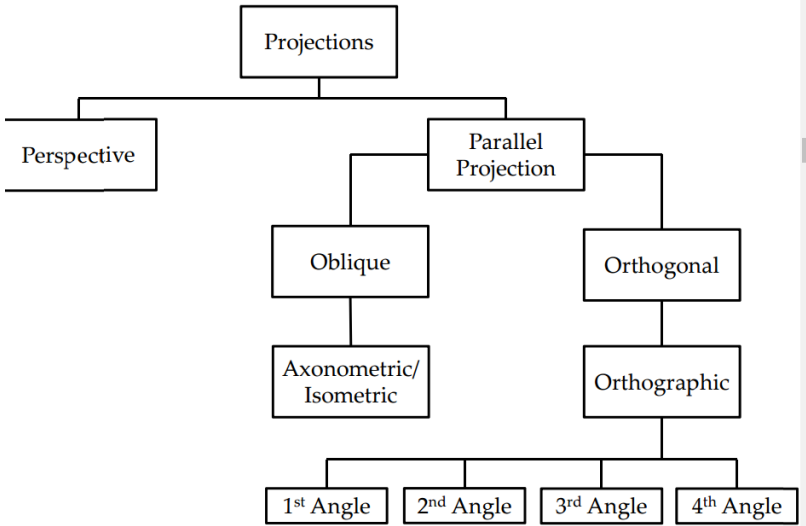 Projections
Perspective
Parallel
Projection
Oblique
Orthogonal
Axonometric/
Isometric
Orthographic
1st Angle
2nd Angle
3rd Angle
4th Angle